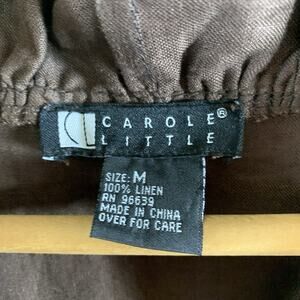 CAROLE®
LITTLE
SIZE: M
100% LINEN
RN 96639
MADE IN CHINA
OVER FOR CARE